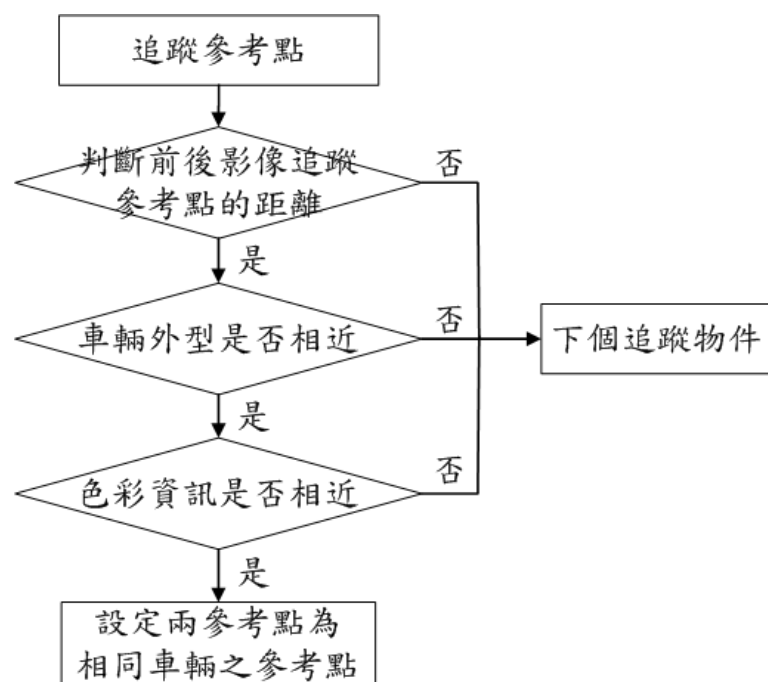 追蹤參考點
判斷前後影像追蹤
參考點的距離
否
是
車輛外型是否相近
否
下個追蹤物件
是
色彩資訊是否相近
否
是
設定兩參考點為
相同車輛之參考點